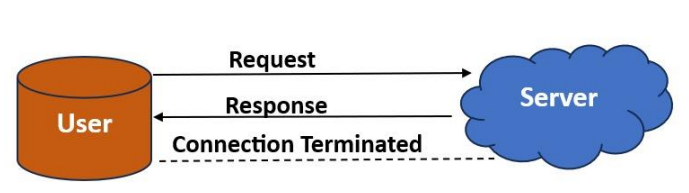 Request
Response
User
Server
Connection Terminated